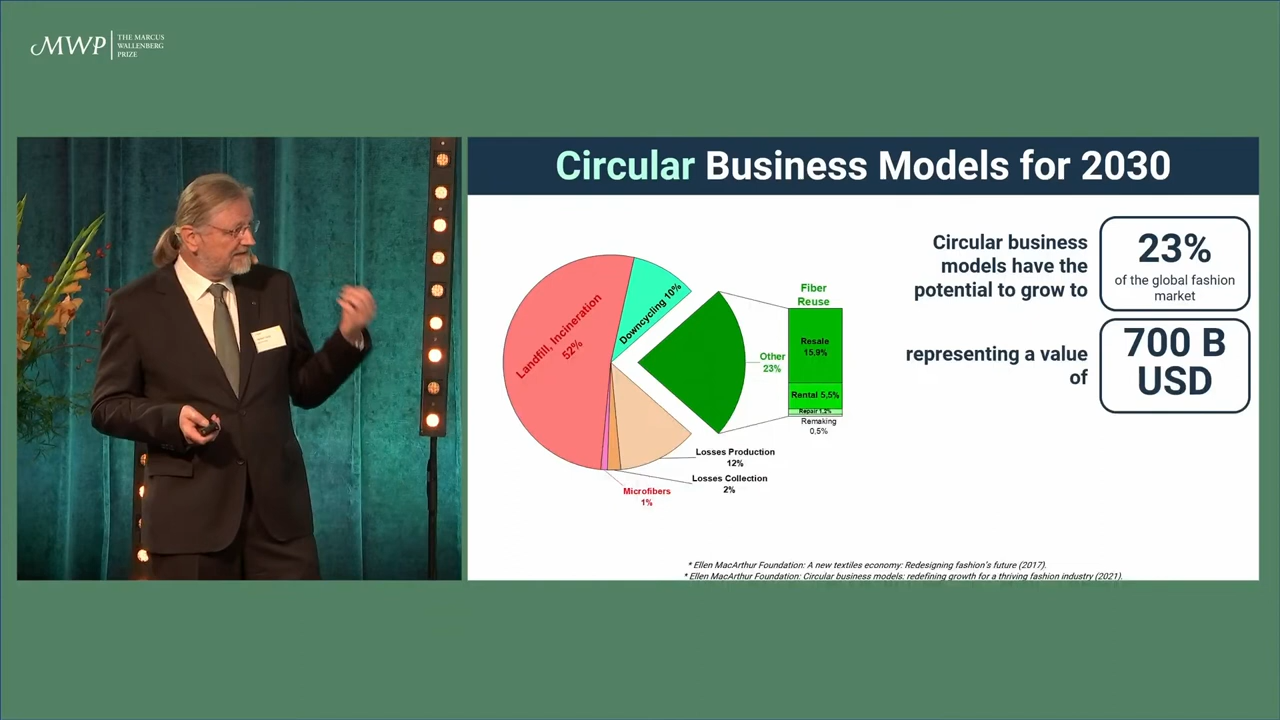 MWP
THE MARCUS
WALLENBERG
PRIZE
Circular Business Models for 2030
Landfill, Incineration
52%
Downcycling 10%
Other
23%
Fiber
Reuse
Resale
15,9%
Rental 5,5%
Repair 1,2%
Remaking
0,5%
Losses Production
12%
Losses Collection
2%
Microfibers
1%
Circular business
models have the
potential to grow to
23%
of the global fashion
market
representing a value
of
700 B
USD
* Ellen MacArthur Foundation: A new textiles economy: Redesigning fashion's future (2017).
* Ellen MacArthur Foundation: Circular business models: redefining growth for a thriving fashion industry (2021).